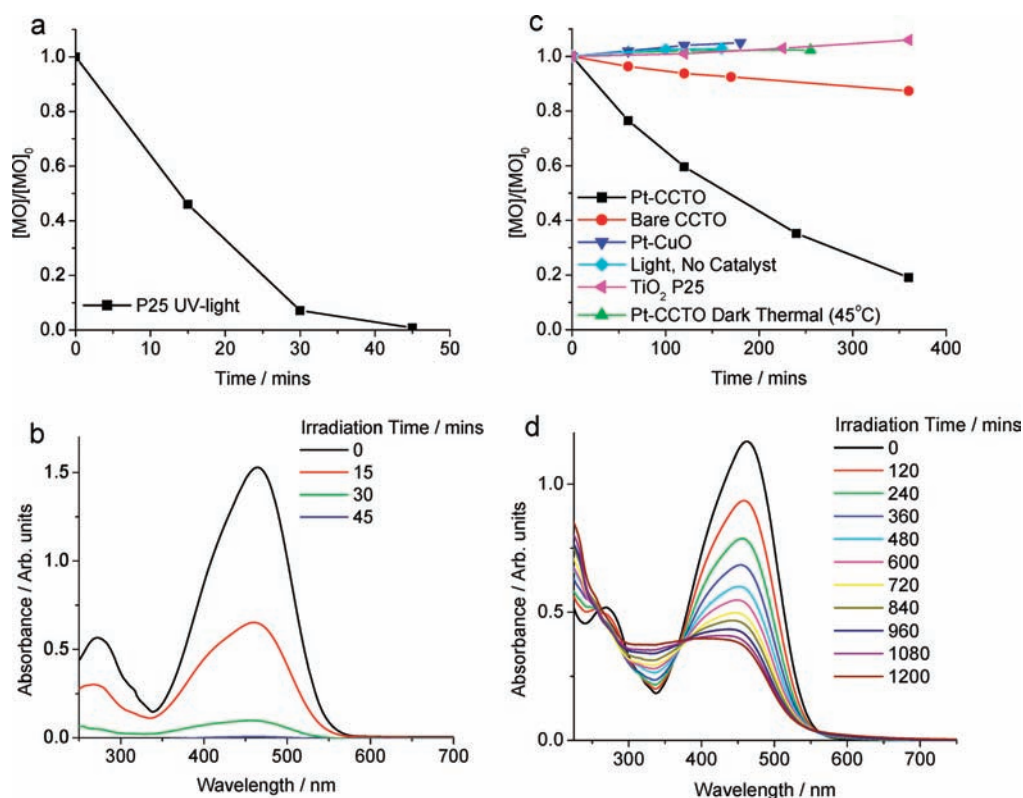 a
[MO]/[MO]₀
1.0
0.8
0.6
0.4
0.2
0.0
P25 UV-light
0 10 20 30 40 50
Time / mins
c
[MO]/[MO]₀
1.0
0.8
0.6
0.4
0.2
0.0
Pt-CCTO
Bare CCTO
Pt-CuO
Light, No Catalyst
TiO₂ P25
Pt-CCTO Dark Thermal (45°C)
0 100 200 300 400
Time / mins
b
Absorbance / Arb. units
1.5
1.0
0.5
0.0
Irradiation Time / mins
0
15
30
45
300 400 500 600 700
Wavelength / nm
d
Absorbance / Arb. units
1.0
0.5
0.0
Irradiation Time / mins
0
120
240
360
480
600
720
840
960
1080
1200
300 400 500 600 700
Wavelength / nm